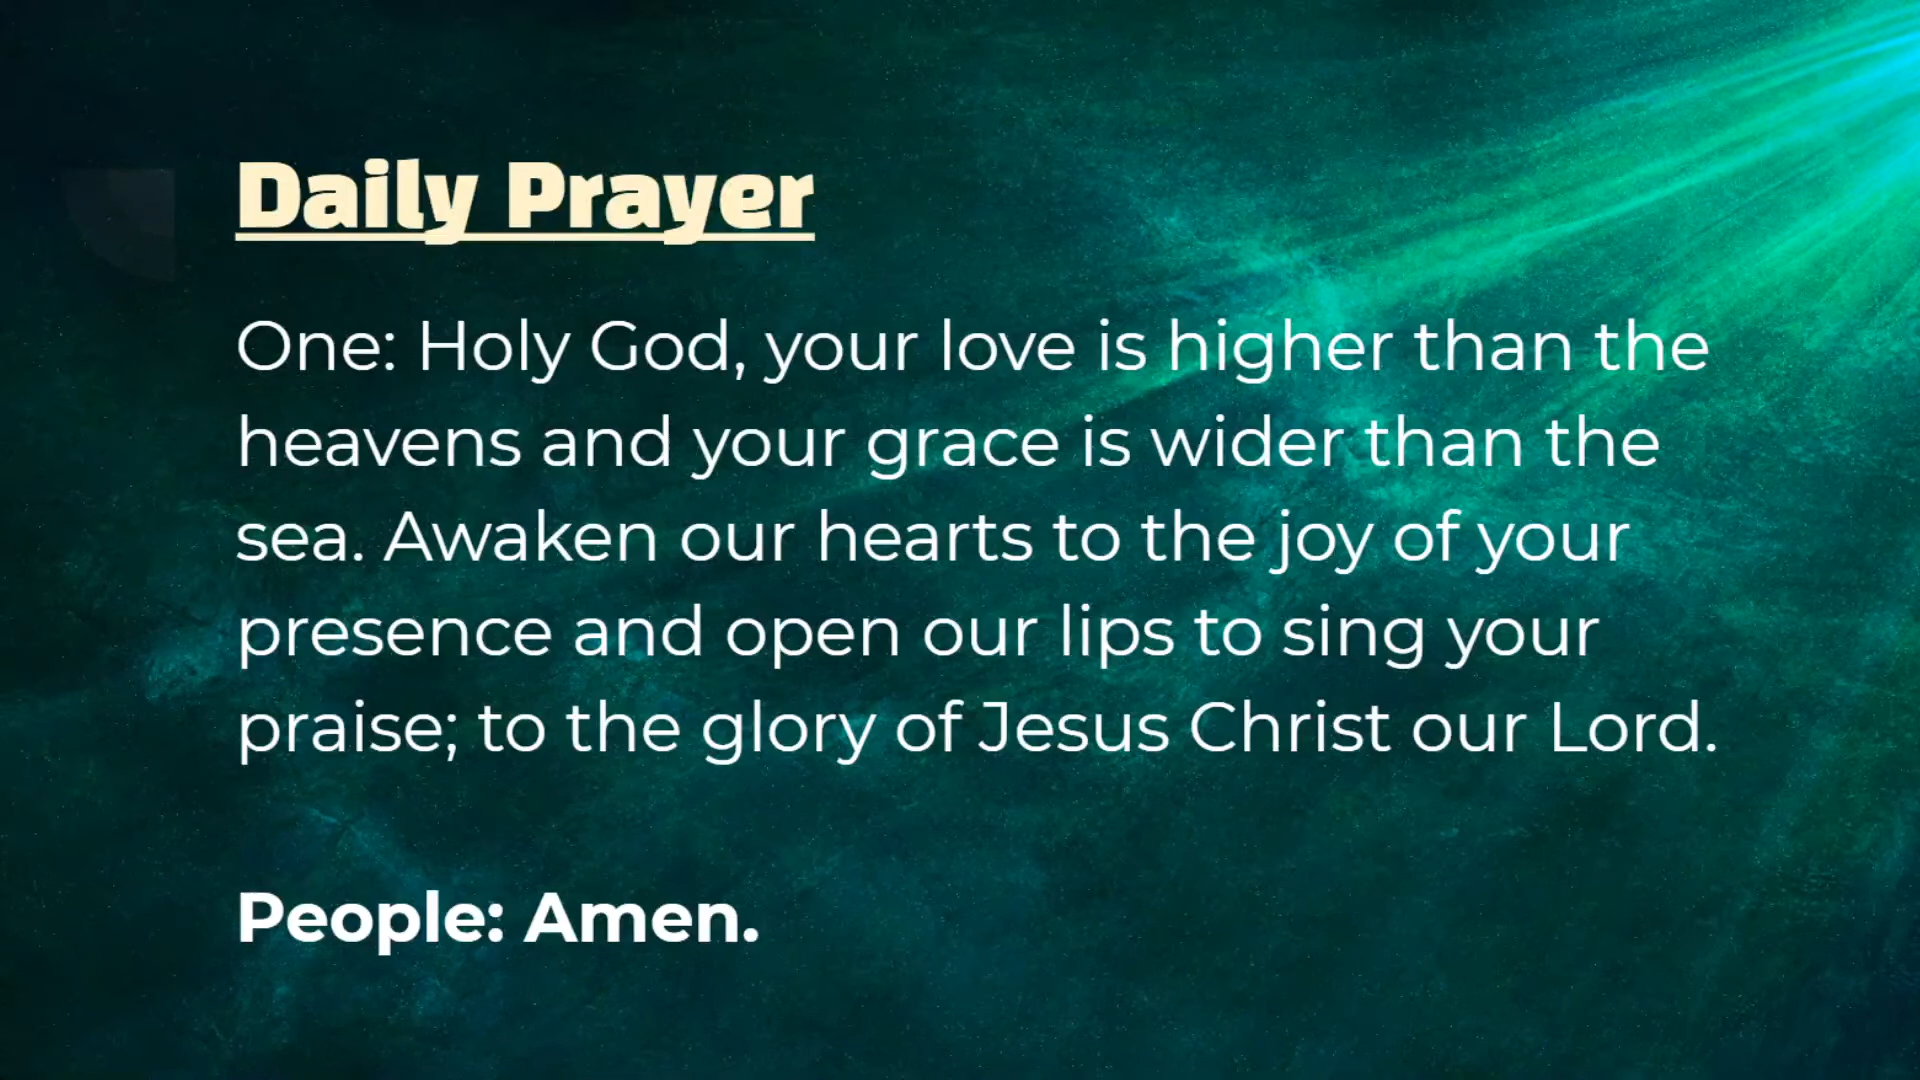 Daily Prayer
One: Holy God, your love is higher than the
heavens and your grace is wider than the
sea. Awaken our hearts to the joy of your
presence and open our lips to sing your
praise; to the glory of Jesus Christ our Lord.
People: Amen.